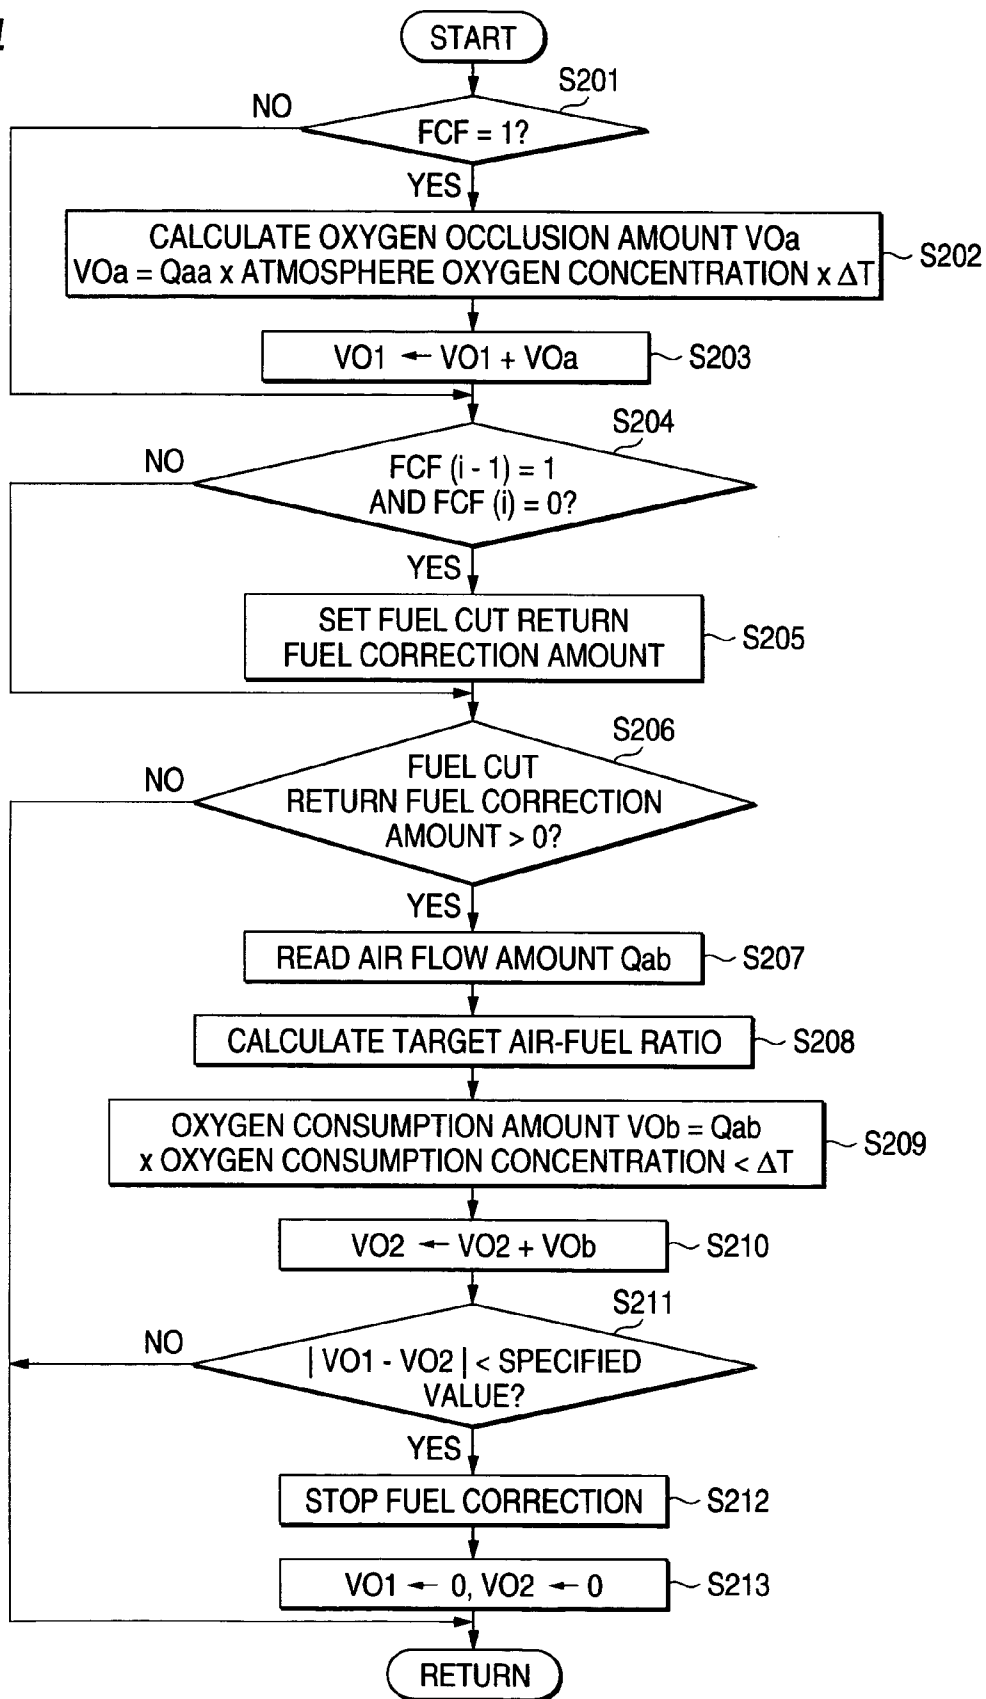 START
S201
NO
FCF = 1?
YES
CALCULATE OXYGEN OCCLUSION AMOUNT VOa
VOa = Qaa x ATMOSPHERE OXYGEN CONCENTRATION x ΔT
S202
VO1 ← VO1 + VOa
S203
S204
NO
FCF (i - 1) = 1
AND FCF (i) = 0?
YES
SET FUEL CUT RETURN
FUEL CORRECTION AMOUNT
S205
S206
NO
FUEL CUT
RETURN FUEL CORRECTION
AMOUNT > 0?
YES
READ AIR FLOW AMOUNT Qab
S207
CALCULATE TARGET AIR-FUEL RATIO
S208
OXYGEN CONSUMPTION AMOUNT VOb = Qab
x OXYGEN CONSUMPTION CONCENTRATION < ΔT
S209
VO2 ← VO2 + VOb
S210
S211
NO
| VO1 - VO2 | < SPECIFIED
VALUE?
YES
STOP FUEL CORRECTION
S212
VO1 ← 0, VO2 ← 0
S213
RETURN